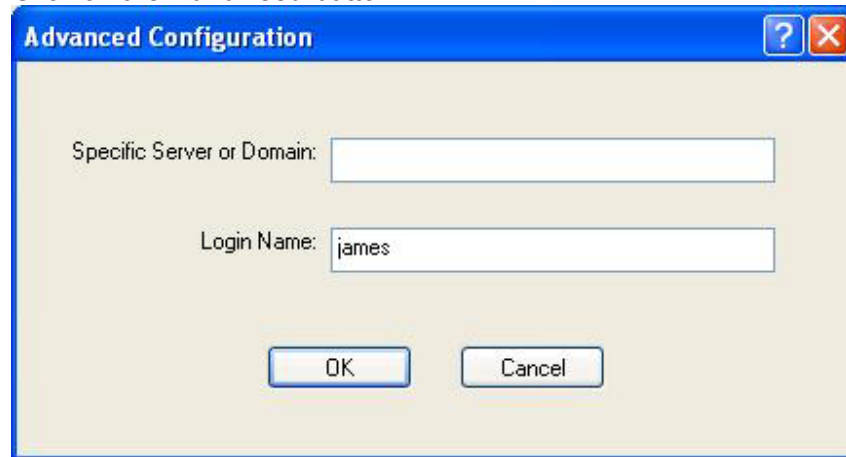 Advanced Configuration
Specific Server or Domain:
Login Name: james
OK Cancel